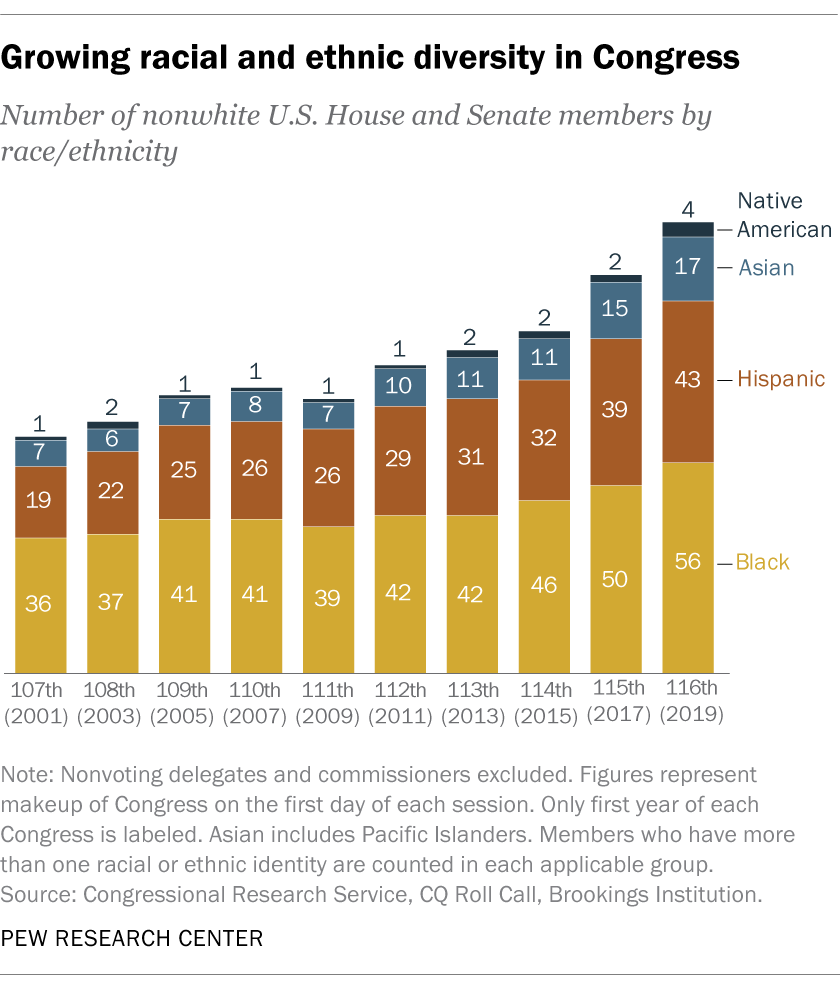 Growing racial and ethnic diversity in Congress
Number of nonwhite U.S. House and Senate members by
race/ethnicity
Native
American
Asian
Hispanic
Black
1 2 1 1 1 1 2 2 2 4
7 6 7 8 7 10 11 11 15 17
19 22 25 26 26 29 31 32 39 43
36 37 41 41 39 42 42 46 50 56
107th 108th 109th 110th 111th 112th 113th 114th 115th 116th
(2001) (2003) (2005) (2007) (2009) (2011) (2013) (2015) (2017) (2019)
Note: Nonvoting delegates and commissioners excluded. Figures represent
makeup of Congress on the first day of each session. Only first year of each
Congress is labeled. Asian includes Pacific Islanders. Members who have more
than one racial or ethnic identity are counted in each applicable group.
Source: Congressional Research Service, CQ Roll Call, Brookings Institution.
PEW RESEARCH CENTER